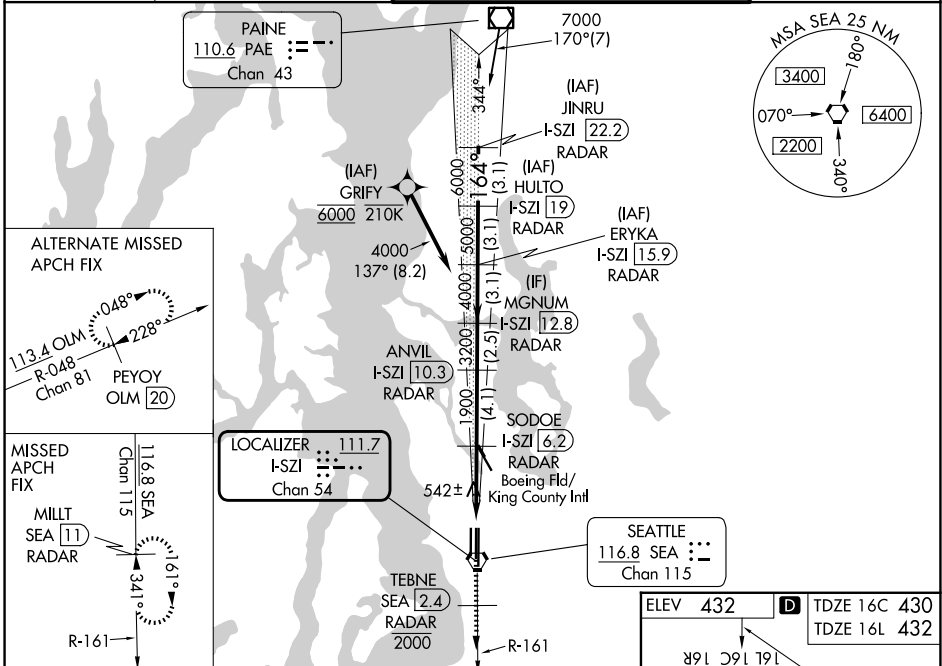 PAINE
110.6 PAE
Chan 43
7000
170°(7)
344°
MSA SEA 25 NM
180°
3400
070°
6400
2200
340°
(IAF)
JINRU
I-SZI 22.2
RADAR
6000
164°
(3.1)
(IAF)
GRIFY
6000 210K
(IAF)
HULTO
I-SZI 19
RADAR
5000
(3.1)
(IAF)
ERYKA
I-SZI 15.9
RADAR
4000
137° (8.2)
4000
(3.1)
(IF)
MGNUM
I-SZI 12.8
RADAR
ALTERNATE MISSED
APCH FIX
048°
228°
113.4 OLM
R-048
Chan 81
PEYOY
OLM 20
3200
(2.5)
ANVIL
I-SZI 10.3
RADAR
1900
(4.1)
SODOE
I-SZI 6.2
RADAR
Boeing Fld/
King County Intl
LOCALIZER 111.7
I-SZI
Chan 54
542±
MISSED
APCH
FIX
116.8 SEA
Chan 115
MILLT
SEA 11
RADAR
161°
341°
R-161
SEATTLE
116.8 SEA
Chan 115
TEBNE
SEA 2.4
RADAR
2000
R-161
ELEV 432
D
TDZE 16C 430
TDZE 16L 432
16L 16C 16R